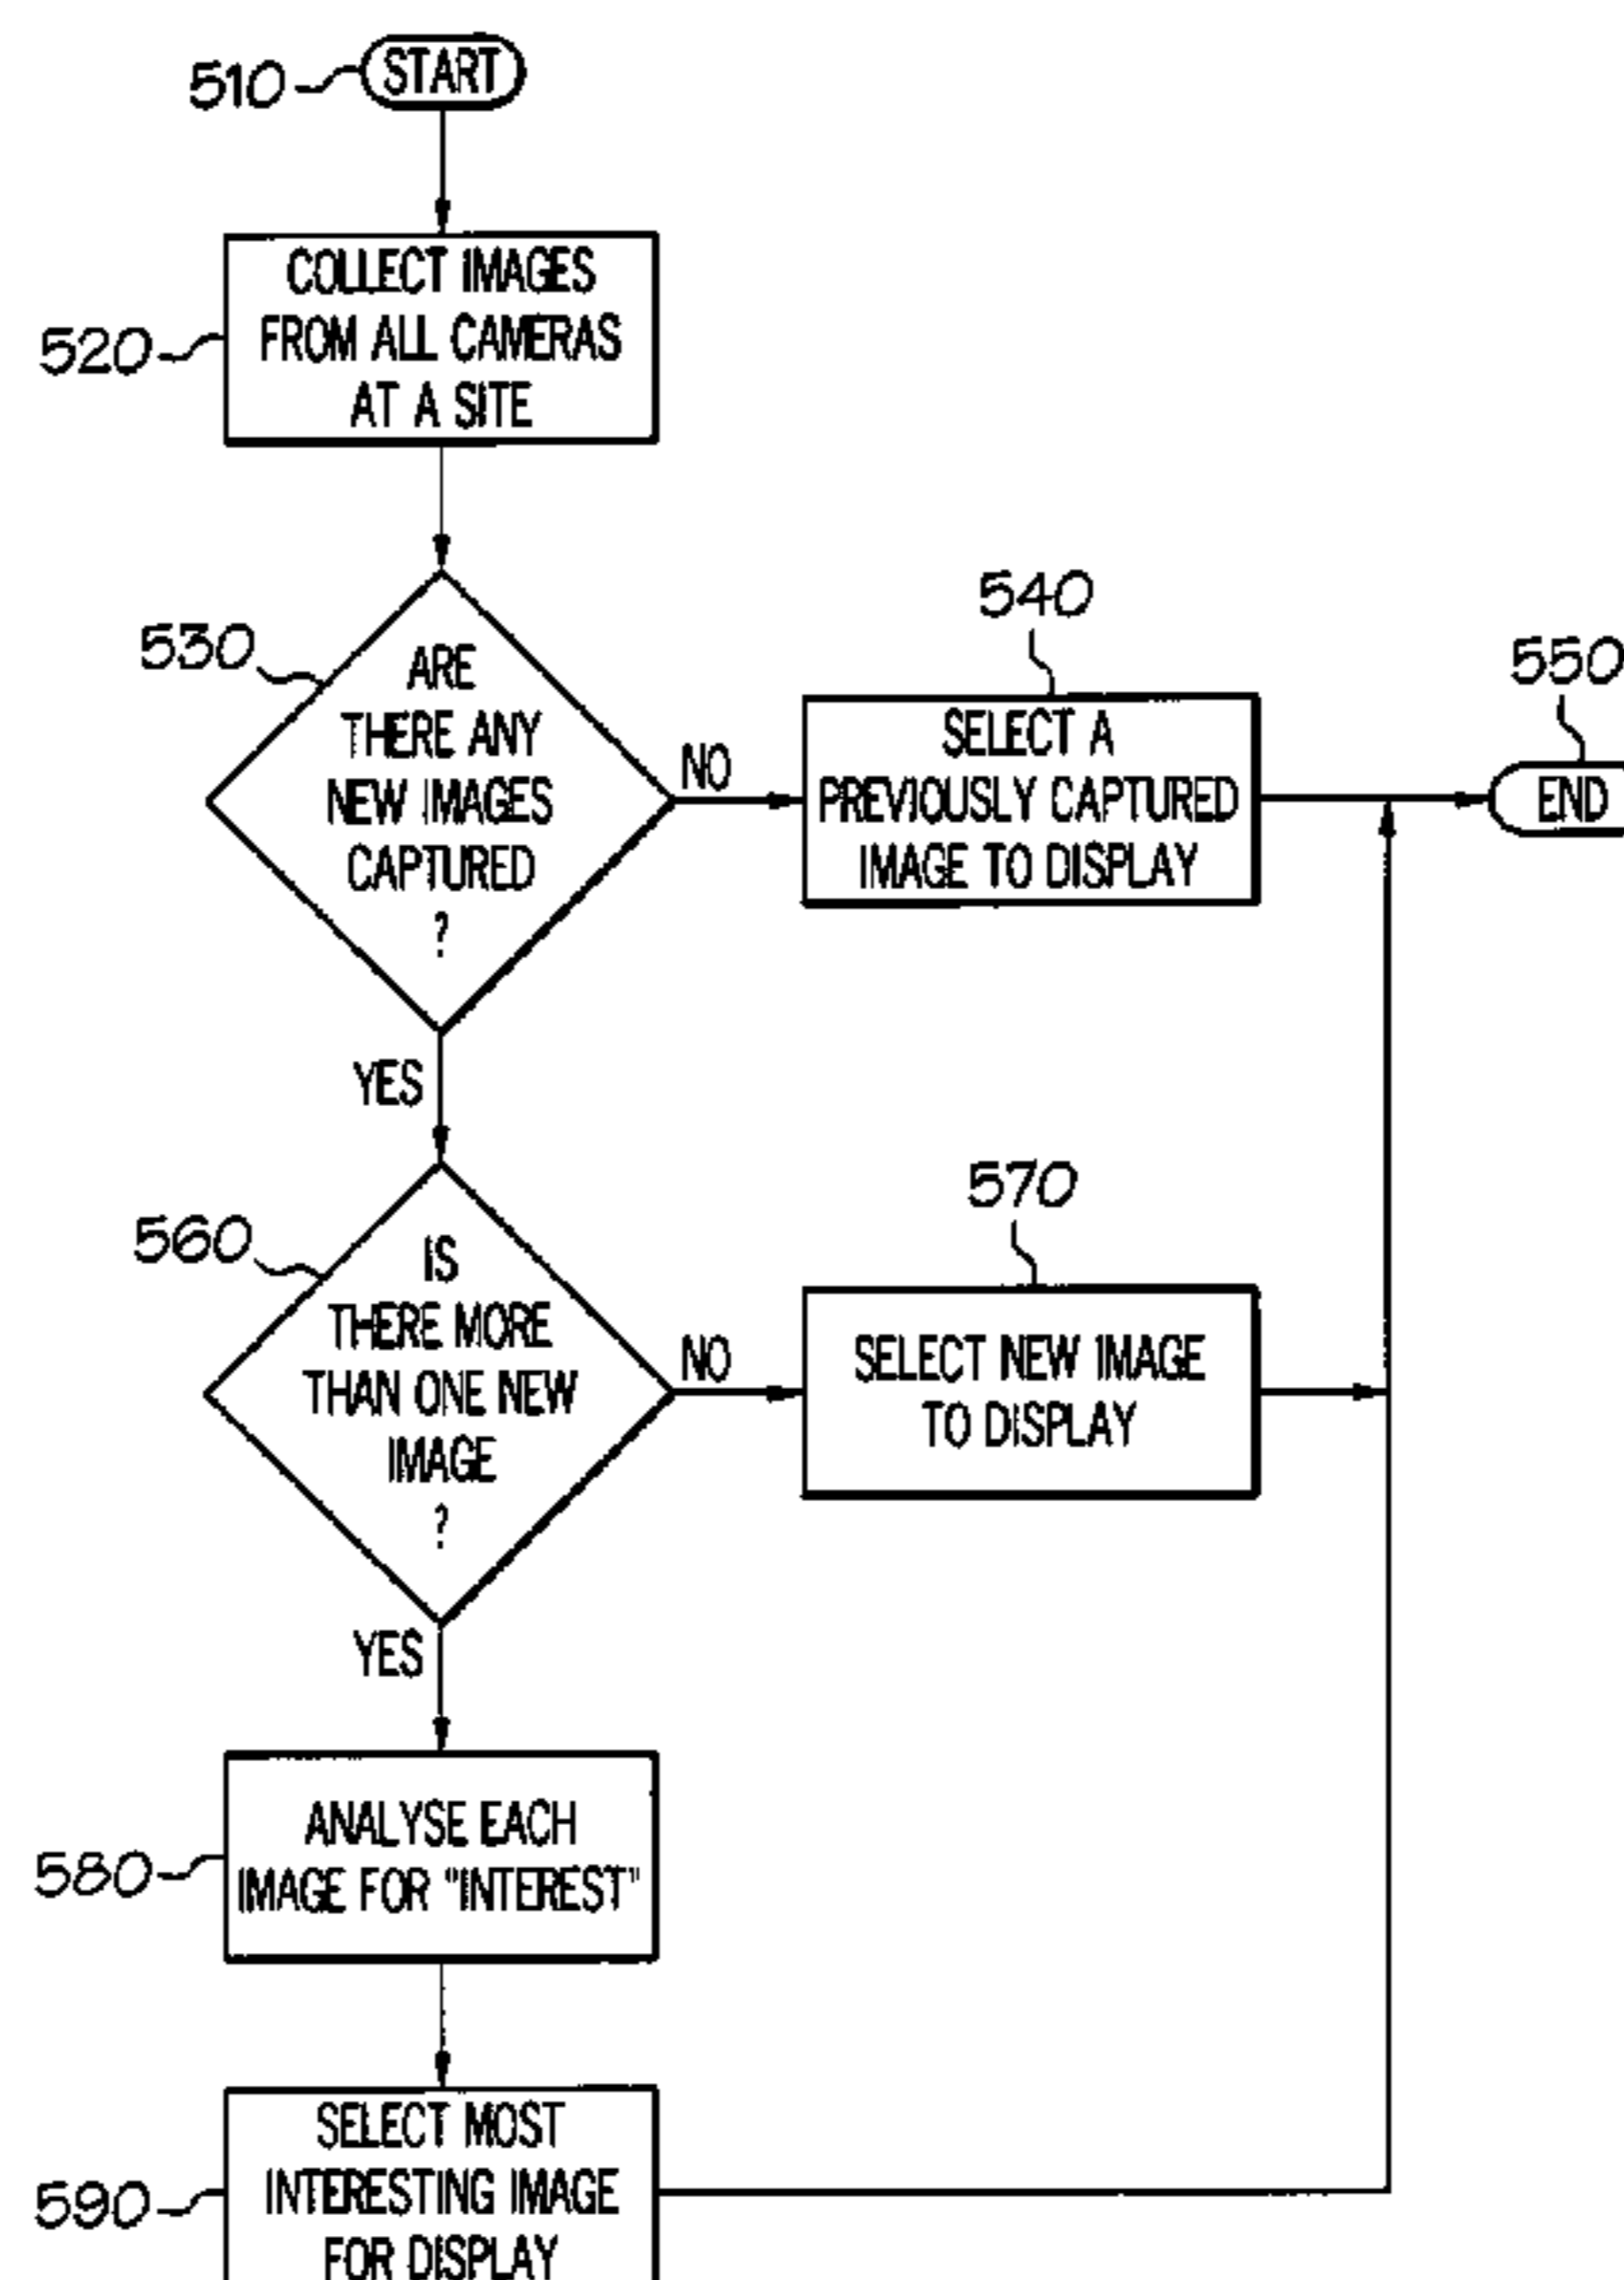 510
START
520
COLLECT IMAGES
FROM ALL CAMERAS
AT A SITE
530
ARE
THERE ANY
NEW IMAGES
CAPTURED
?
NO
540
SELECT A
PREVIOUSLY CAPTURED
IMAGE TO DISPLAY
550
END
YES
560
IS
THERE MORE
THAN ONE NEW
IMAGE
?
NO
570
SELECT NEW IMAGE
TO DISPLAY
YES
580
ANALYSE EACH
IMAGE FOR "INTEREST"
590
SELECT MOST
INTERESTING IMAGE
FOR DISPLAY